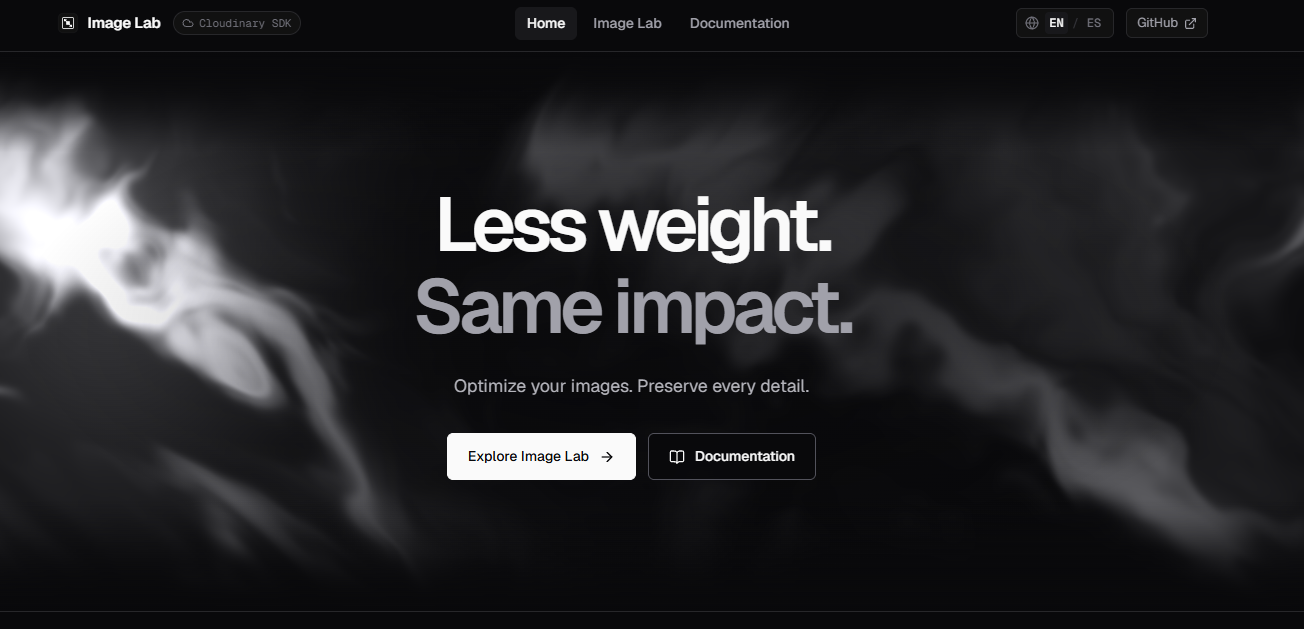 Image Lab
Cloudinary SDK
Home
Image Lab
Documentation
EN / ES
GitHub
Less weight.
Same impact.
Optimize your images. Preserve every detail.
Explore Image Lab
Documentation